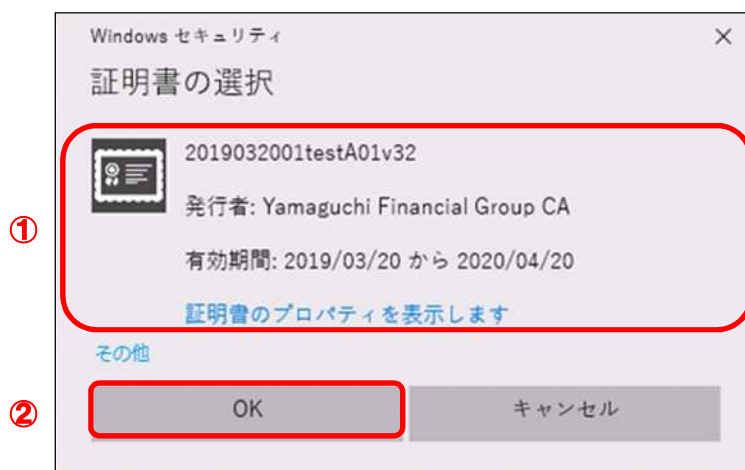 Windows セキュリティ
証明書の選択
2019032001testA01v32
発行者: Yamaguchi Financial Group CA
①
有効期間: 2019/03/20 から 2020/04/20
証明書のプロパティを表示します
その他
②
OK
キャンセル